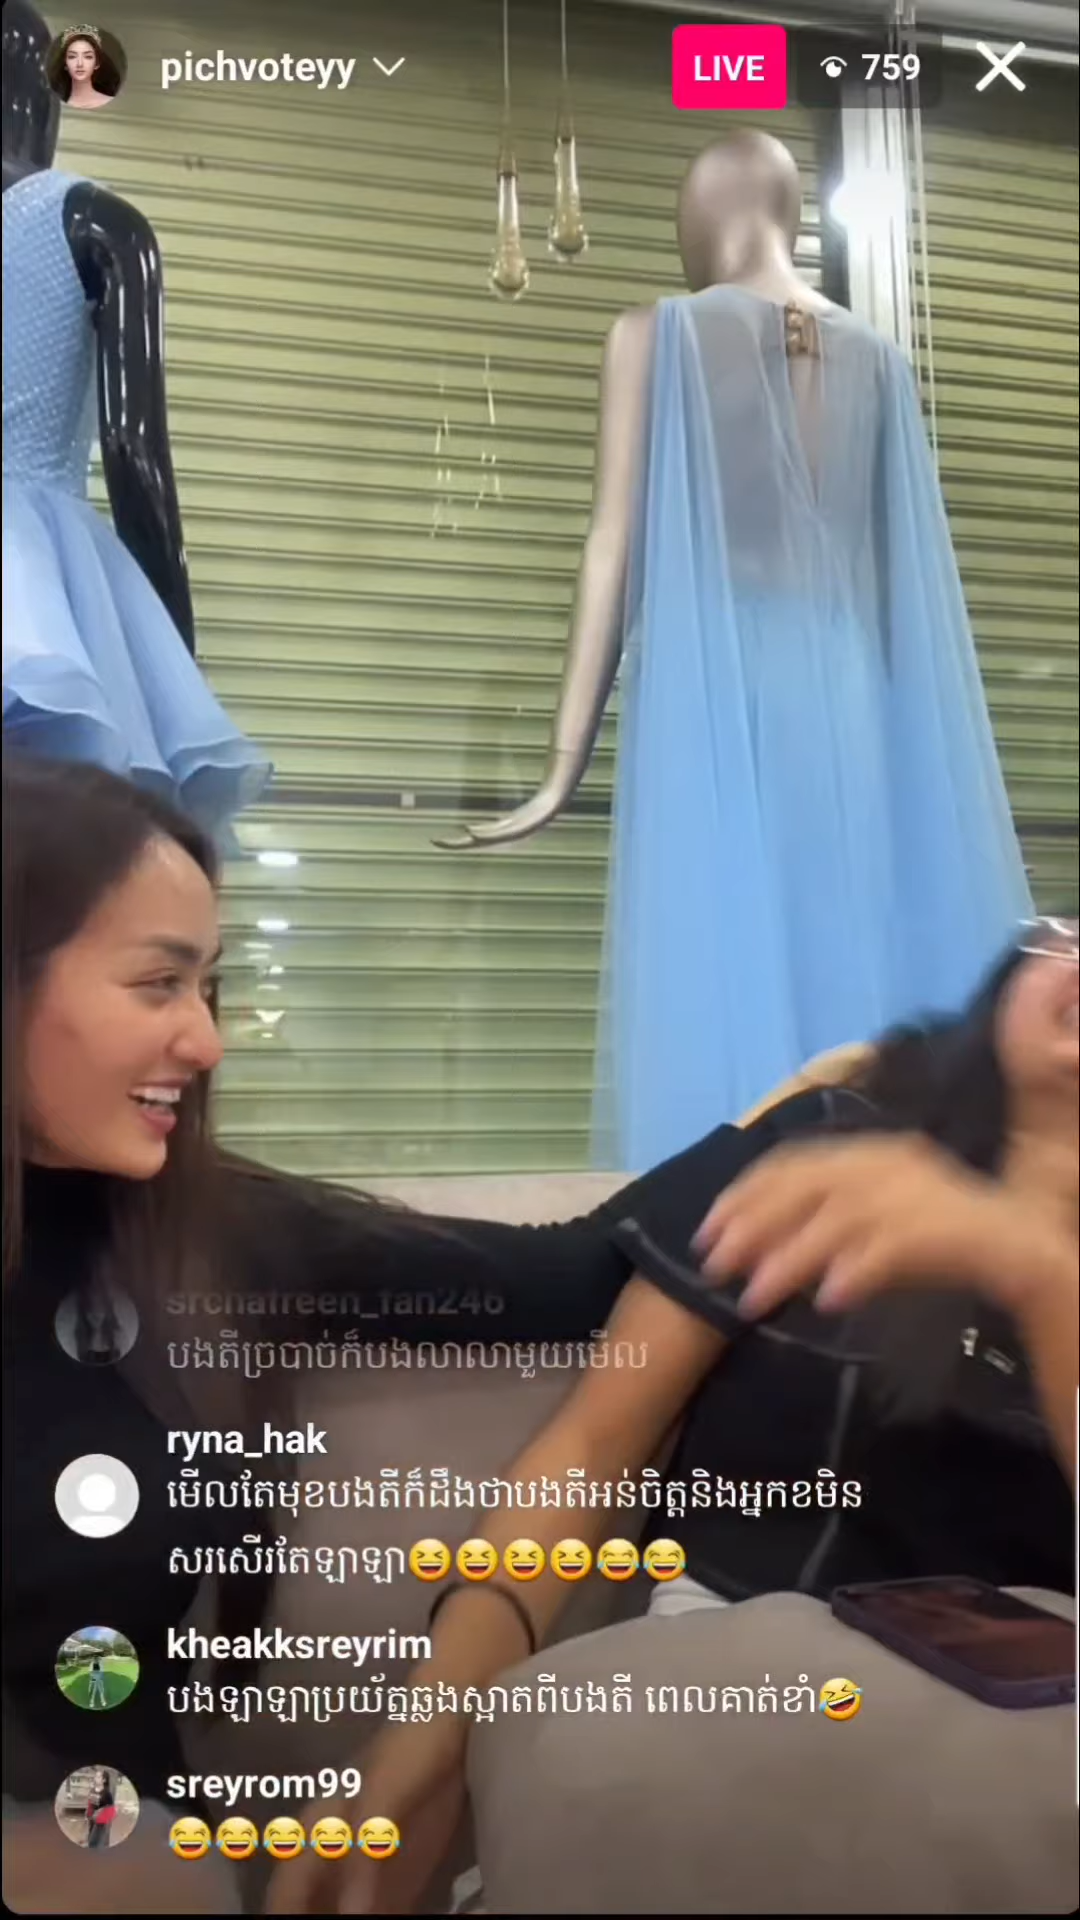 pichvoteyy
LIVE
759
srchafreen_fan246
បងតីច្របាច់ក៏បងលាលាមួយមើល
ryna_hak
មើលតែមុខបងតីក៏ដឹងថាបងតីអន់ចិត្តនិងអ្នកខមិន
សរសើរតែឡាឡា😆😆😆😆😂😂
kheakksreyrim
បងឡាឡាប្រយ័ត្នឆ្លងស្អាតពីបងតី ពេលគាត់ខាំ🤣
sreyrom99
😂😂😂😂😂